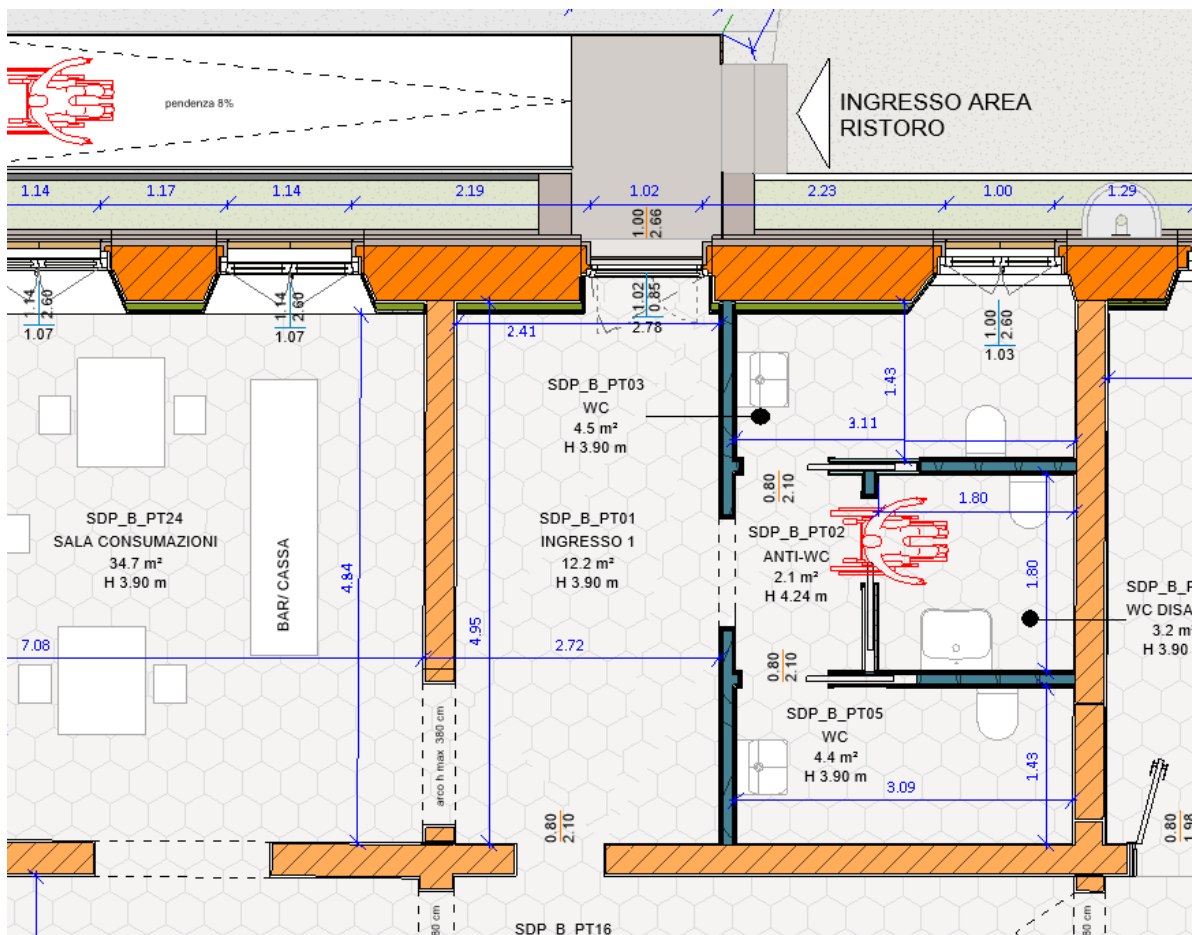 pendenza 8%
INGRESSO AREA
RISTORO
1.14
1.17
1.14
2.19
1.02
2.23
1.00
1.29
1.00
2.66
1.14
2.60
1.07
1.14
2.60
1.07
1.02
0.85
2.78
1.00
2.60
1.03
2.41
1.43
3.11
SDP_B_PT03
WC
4.5 m²
H 3.90 m
0.80
2.10
1.80
SDP_B_PT24
SALA CONSUMAZIONI
34.7 m²
H 3.90 m
BAR/ CASSA
4.84
SDP_B_PT01
INGRESSO 1
12.2 m²
H 3.90 m
SDP_B_PT02
ANTI-WC
2.1 m²
H 4.24 m
1.80
WC DISA
3.2 m²
H 3.90
7.08
4.95
2.72
0.80
2.10
SDP_B_PT05
WC
4.4 m²
H 3.90 m
1.43
3.09
arco h max 380 cm
0.80
2.10
0.80
1.98
80 cm
80 cm
SDP_B_PT16